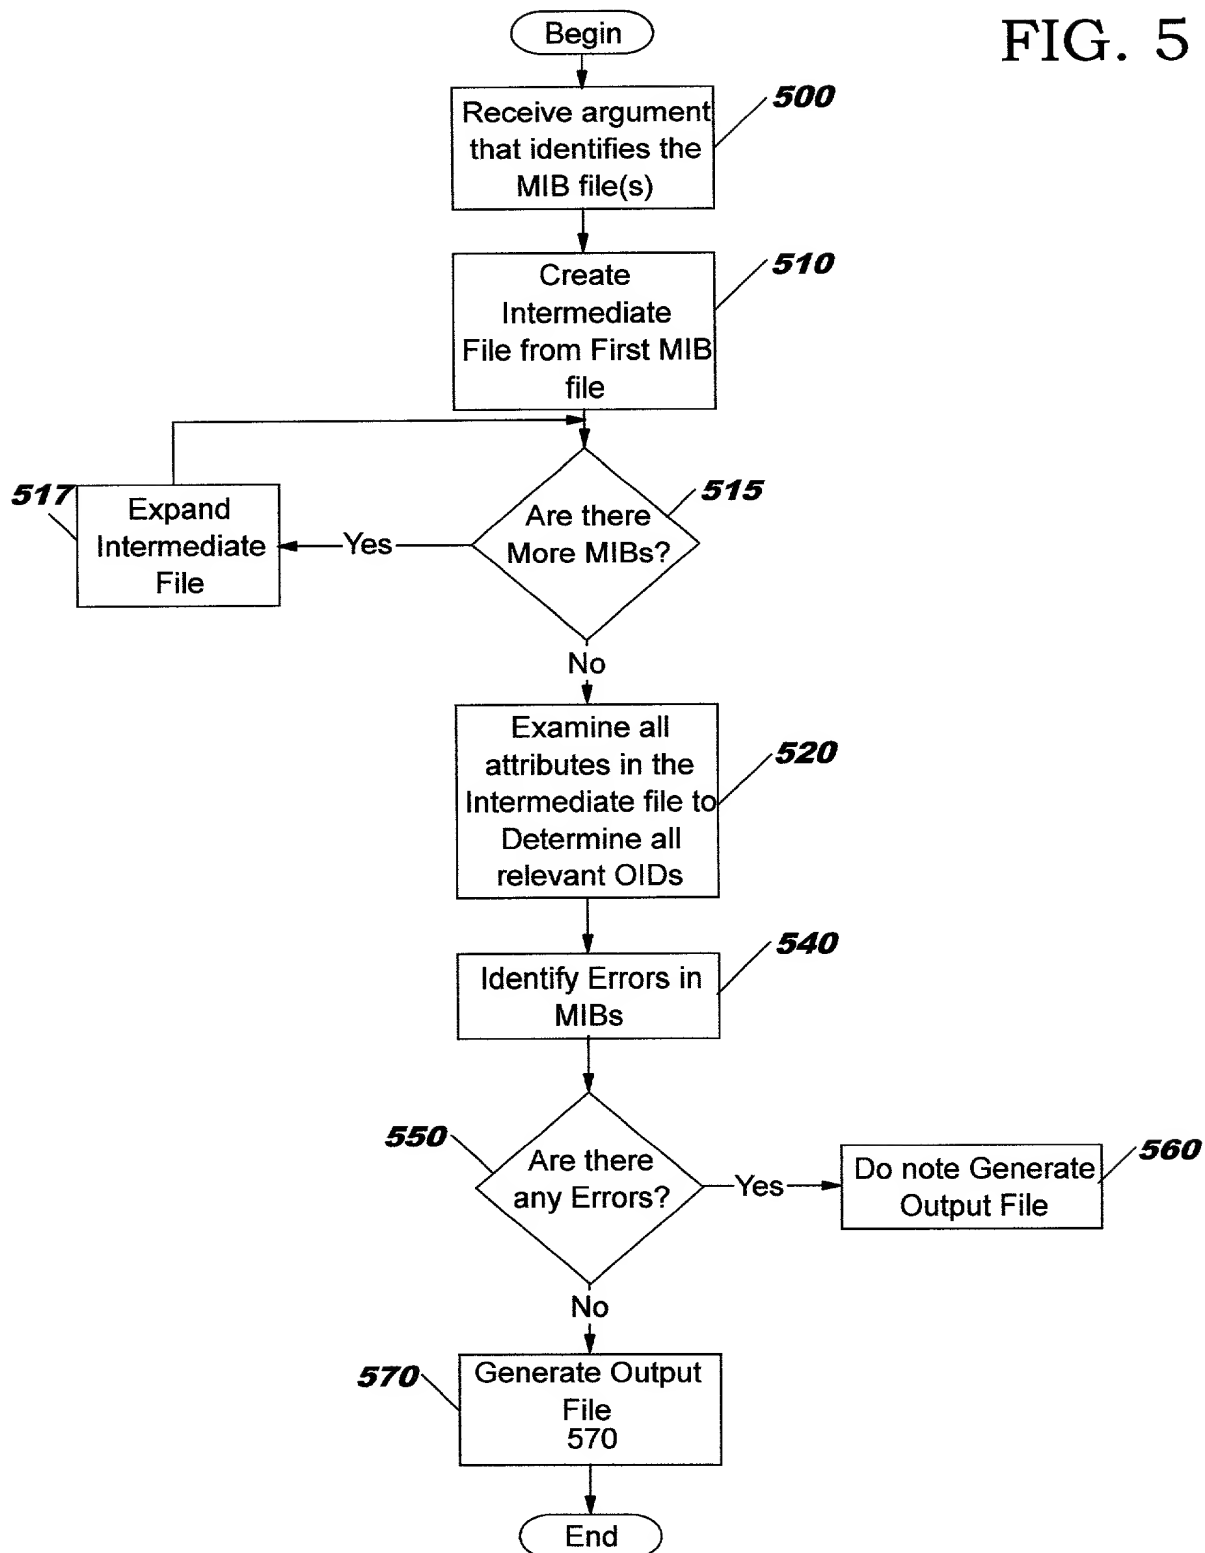 FIG. 5
Begin
500
Receive argument
that identifies the
MIB file(s)
510
Create
Intermediate
File from First MIB
file
517
Expand
Intermediate
File
Yes
515
Are there
More MIBs?
No
520
Examine all
attributes in the
Intermediate file to
Determine all
relevant OIDs
540
Identify Errors in
MIBs
550
Are there
any Errors?
Yes
560
Do note Generate
Output File
No
570
Generate Output
File
570
End